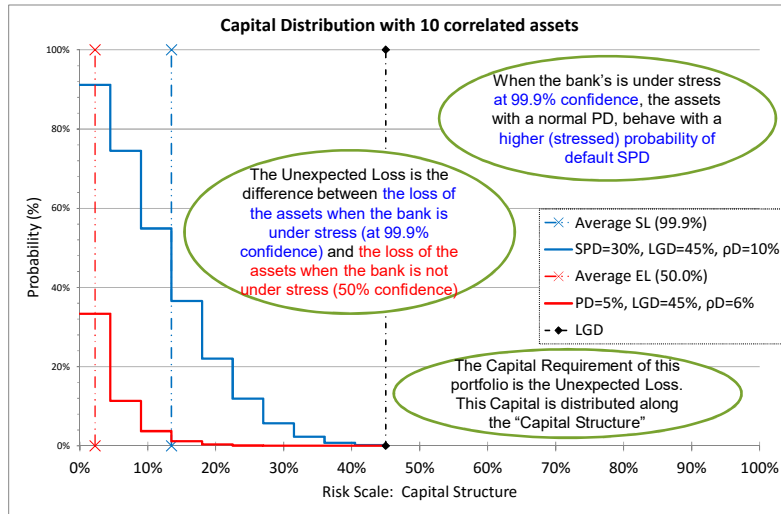 Capital Distribution with 10 correlated assets
100%
80%
60%
40%
20%
0%
Probability (%)
When the bank's is under stress
at 99.9% confidence, the assets
with a normal PD, behave with a
higher (stressed) probability of
default SPD
The Unexpected Loss is the
difference between the loss of
the assets when the bank is
under stress (at 99.9%
confidence) and the loss of the
assets when the bank is not
under stress (50% confidence)
Average SL (99.9%)
SPD=30%, LGD=45%, ρD=10%
Average EL (50.0%)
PD=5%, LGD=45%, ρD=6%
LGD
The Capital Requirement of this
portfolio is the Unexpected Loss.
This Capital is distributed along
the “Capital Structure”
0% 10% 20% 30% 40% 50% 60% 70% 80% 90% 100%
Risk Scale: Capital Structure